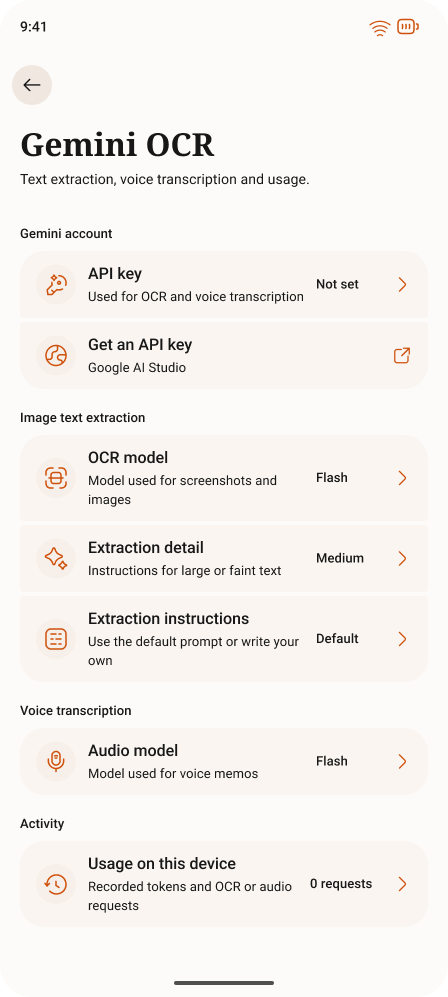 9:41
Gemini OCR
Text extraction, voice transcription and usage.
Gemini account
API key
Used for OCR and voice transcription
Not set
Get an API key
Google AI Studio
Image text extraction
OCR model
Model used for screenshots and
images
Flash
Extraction detail
Instructions for large or faint text
Medium
Extraction instructions
Use the default prompt or write your
own
Default
Voice transcription
Audio model
Model used for voice memos
Flash
Activity
Usage on this device
Recorded tokens and OCR or audio
requests
0 requests